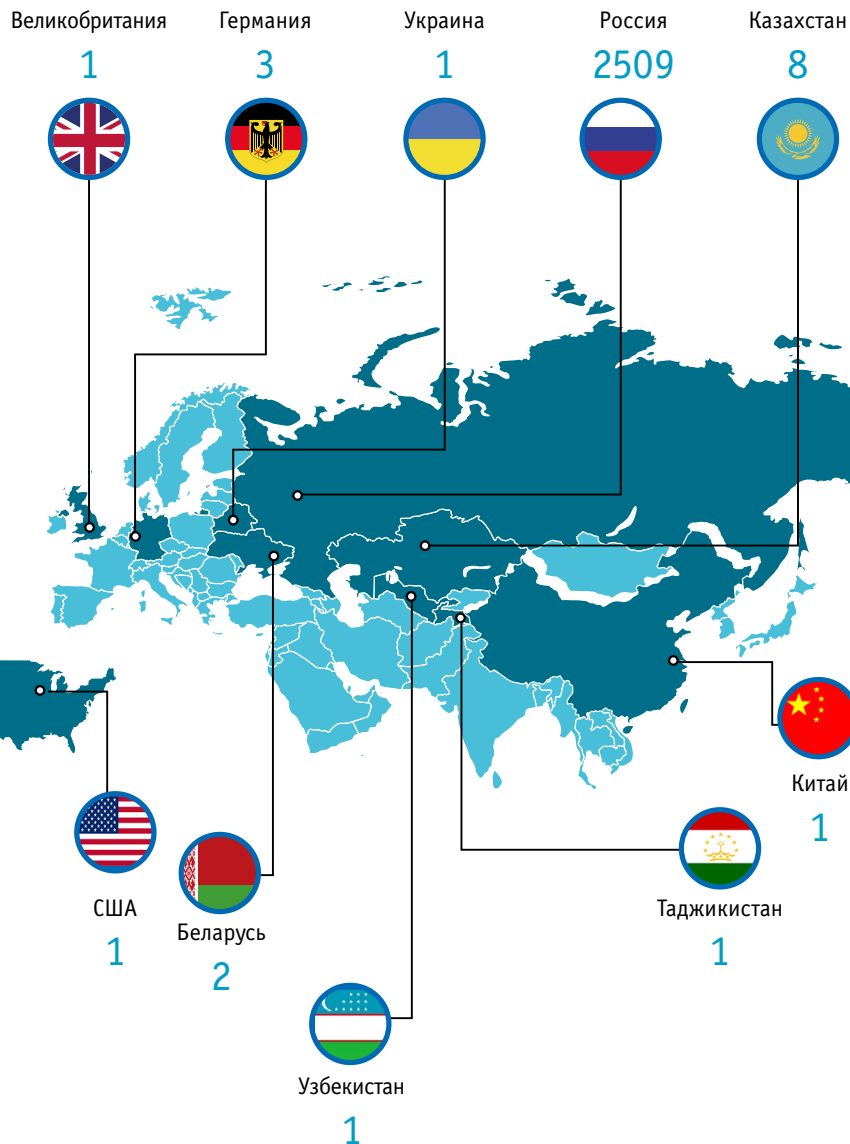 Великобритания
1
Германия
3
Украина
1
Россия
2509
Казахстан
8
Китай
1
США
1
Беларусь
2
Таджикистан
1
Узбекистан
1